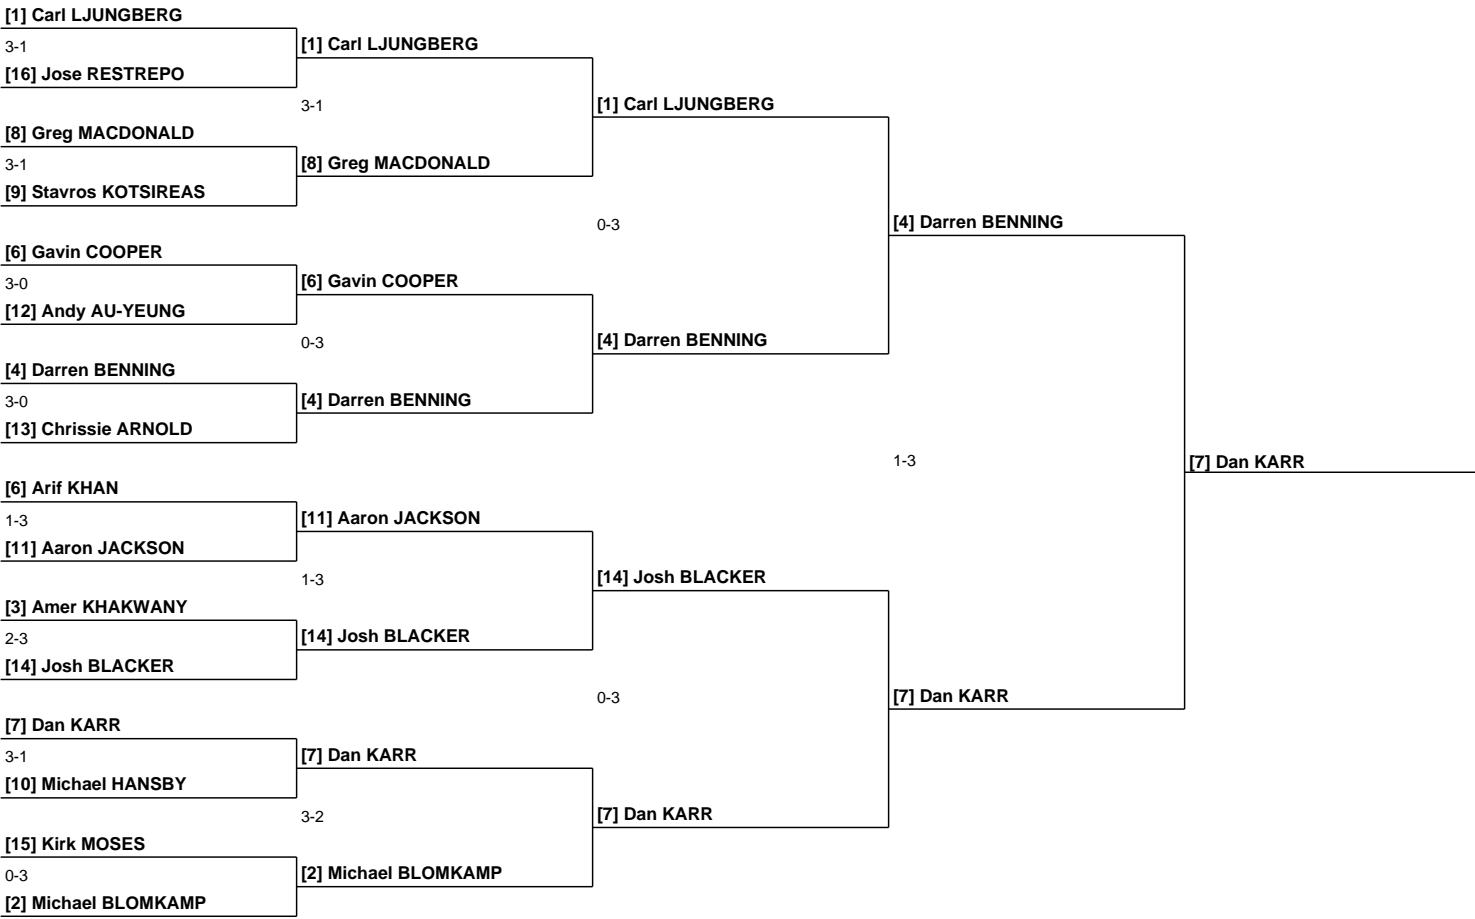 [1] Carl LJUNGBERG
3-1
[16] Jose RESTREPO
[8] Greg MACDONALD
3-1
[9] Stavros KOTSIREAS
[6] Gavin COOPER
3-0
[12] Andy AU-YEUNG
[4] Darren BENNING
3-0
[13] Chrissie ARNOLD
[6] Arif KHAN
1-3
[11] Aaron JACKSON
[3] Amer KHAKWANY
2-3
[14] Josh BLACKER
[7] Dan KARR
3-1
[10] Michael HANSBY
[15] Kirk MOSES
0-3
[2] Michael BLOMKAMP
[1] Carl LJUNGBERG
3-1
[8] Greg MACDONALD
[6] Gavin COOPER
0-3
[4] Darren BENNING
[11] Aaron JACKSON
1-3
[14] Josh BLACKER
[7] Dan KARR
3-2
[2] Michael BLOMKAMP
[1] Carl LJUNGBERG
0-3
[4] Darren BENNING
[14] Josh BLACKER
0-3
[7] Dan KARR
[4] Darren BENNING
1-3
[7] Dan KARR
[7] Dan KARR